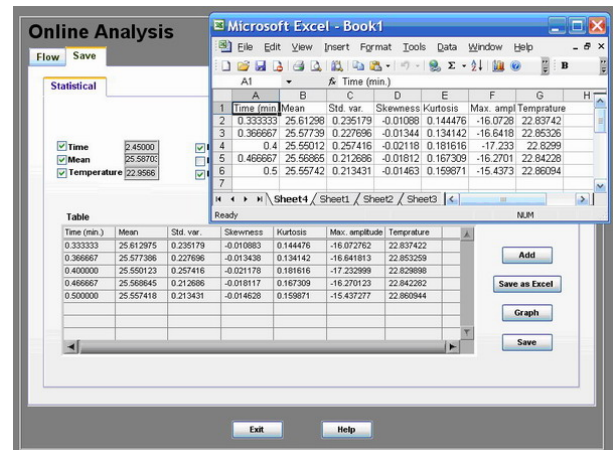 Online Analysis
Flow Save
Statistical
Time 2.45000
Mean 25.5870
Temperature 22.9566
Microsoft Excel - Book1
File Edit View Insert Format Tools Data Window Help
A1 fx Time (min.)
A B C D E F G H
1 Time (min. Mean Std. var. Skewness Kurtosis Max. ampl Temprature
2 0.333333 25.61298 0.235179 -0.01088 0.144476 -16.0728 22.83742
3 0.366667 25.57739 0.227696 -0.01344 0.134142 -16.6418 22.85326
4 0.4 25.55012 0.257416 -0.02118 0.181616 -17.233 22.8299
5 0.466667 25.56865 0.212686 -0.01812 0.167309 -16.2701 22.84228
6 0.5 25.55742 0.213431 -0.01463 0.159871 -15.4373 22.86094
7
Sheet4 Sheet1 Sheet2 Sheet3
Ready NUM
Table
Time (min.) Mean Std. var. Skewness Kurtosis Max. amplitude Temprature
0.333333 25.612975 0.235179 -0.010883 0.144476 -16.072762 22.837422
0.366667 25.577386 0.227696 -0.013438 0.134142 -16.641813 22.853259
0.400000 25.550123 0.257416 -0.021178 0.181616 -17.232999 22.829898
0.466667 25.568645 0.212686 -0.018117 0.167309 -16.270123 22.842282
0.500000 25.557418 0.213431 -0.014628 0.159871 -15.437277 22.860944
Add
Save as Excel
Graph
Save
Exit Help